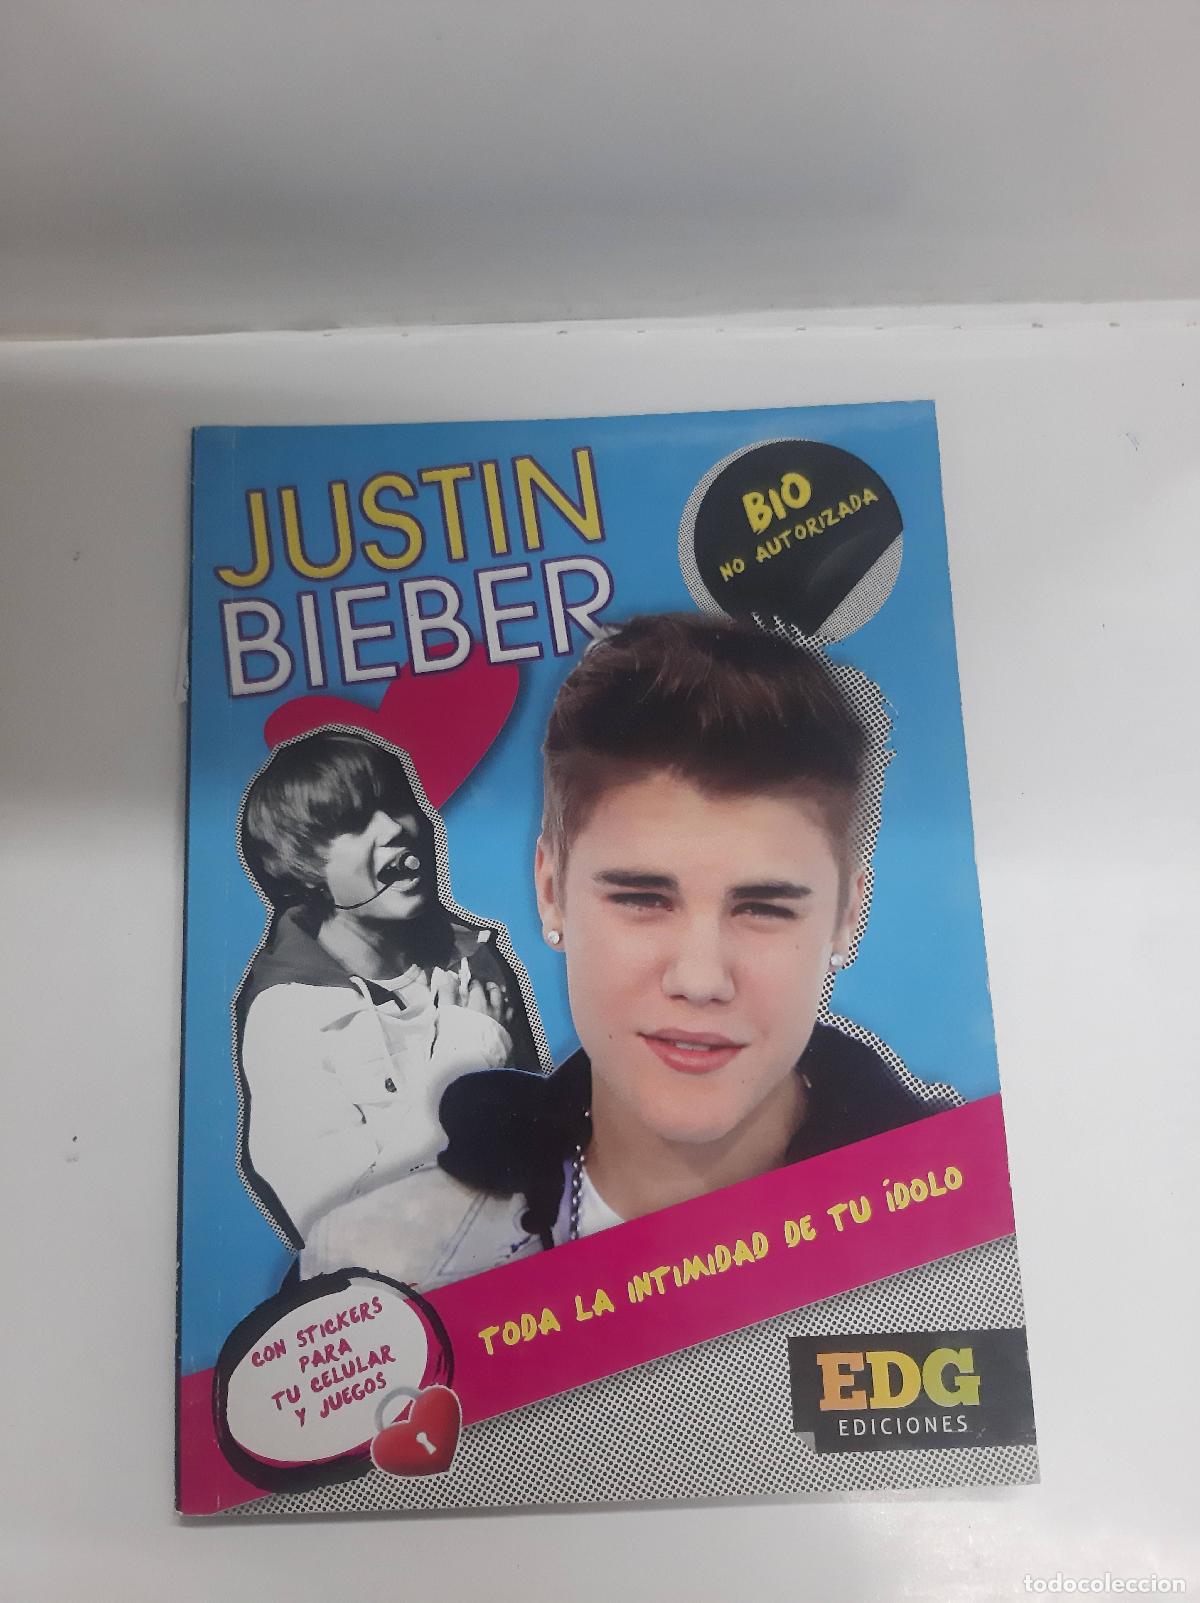 JUSTIN
BIEBER
BIO
NO AUTORIZADA
TODA LA INTIMIDAD DE TU ÍDOLO
CON STICKERS
PARA
TU CELULAR
Y JUEGOS
EDG
EDICIONES
todocoleccion